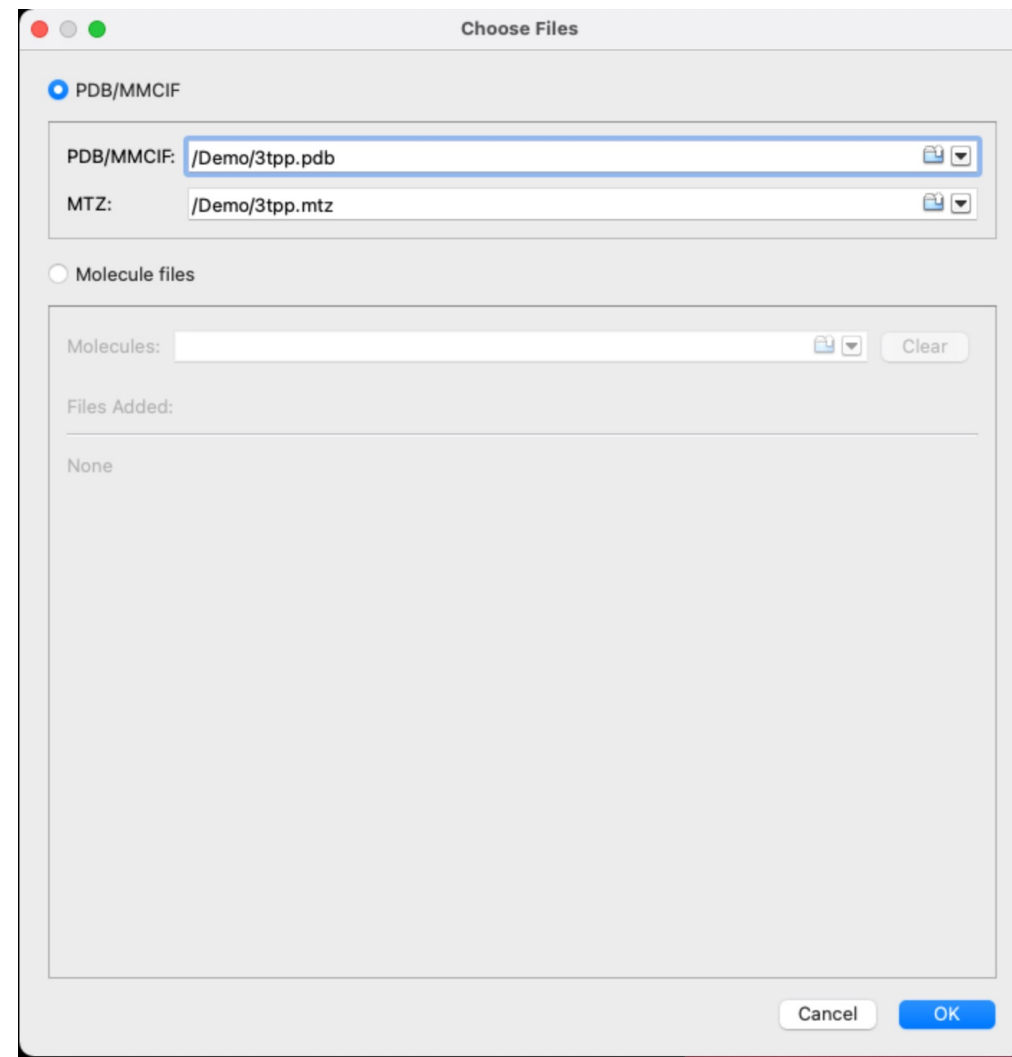 Choose Files
PDB/MMCIF
PDB/MMCIF: /Demo/3tpp.pdb
MTZ: /Demo/3tpp.mtz
Molecule files
Molecules: Clear
Files Added:
None
Cancel OK